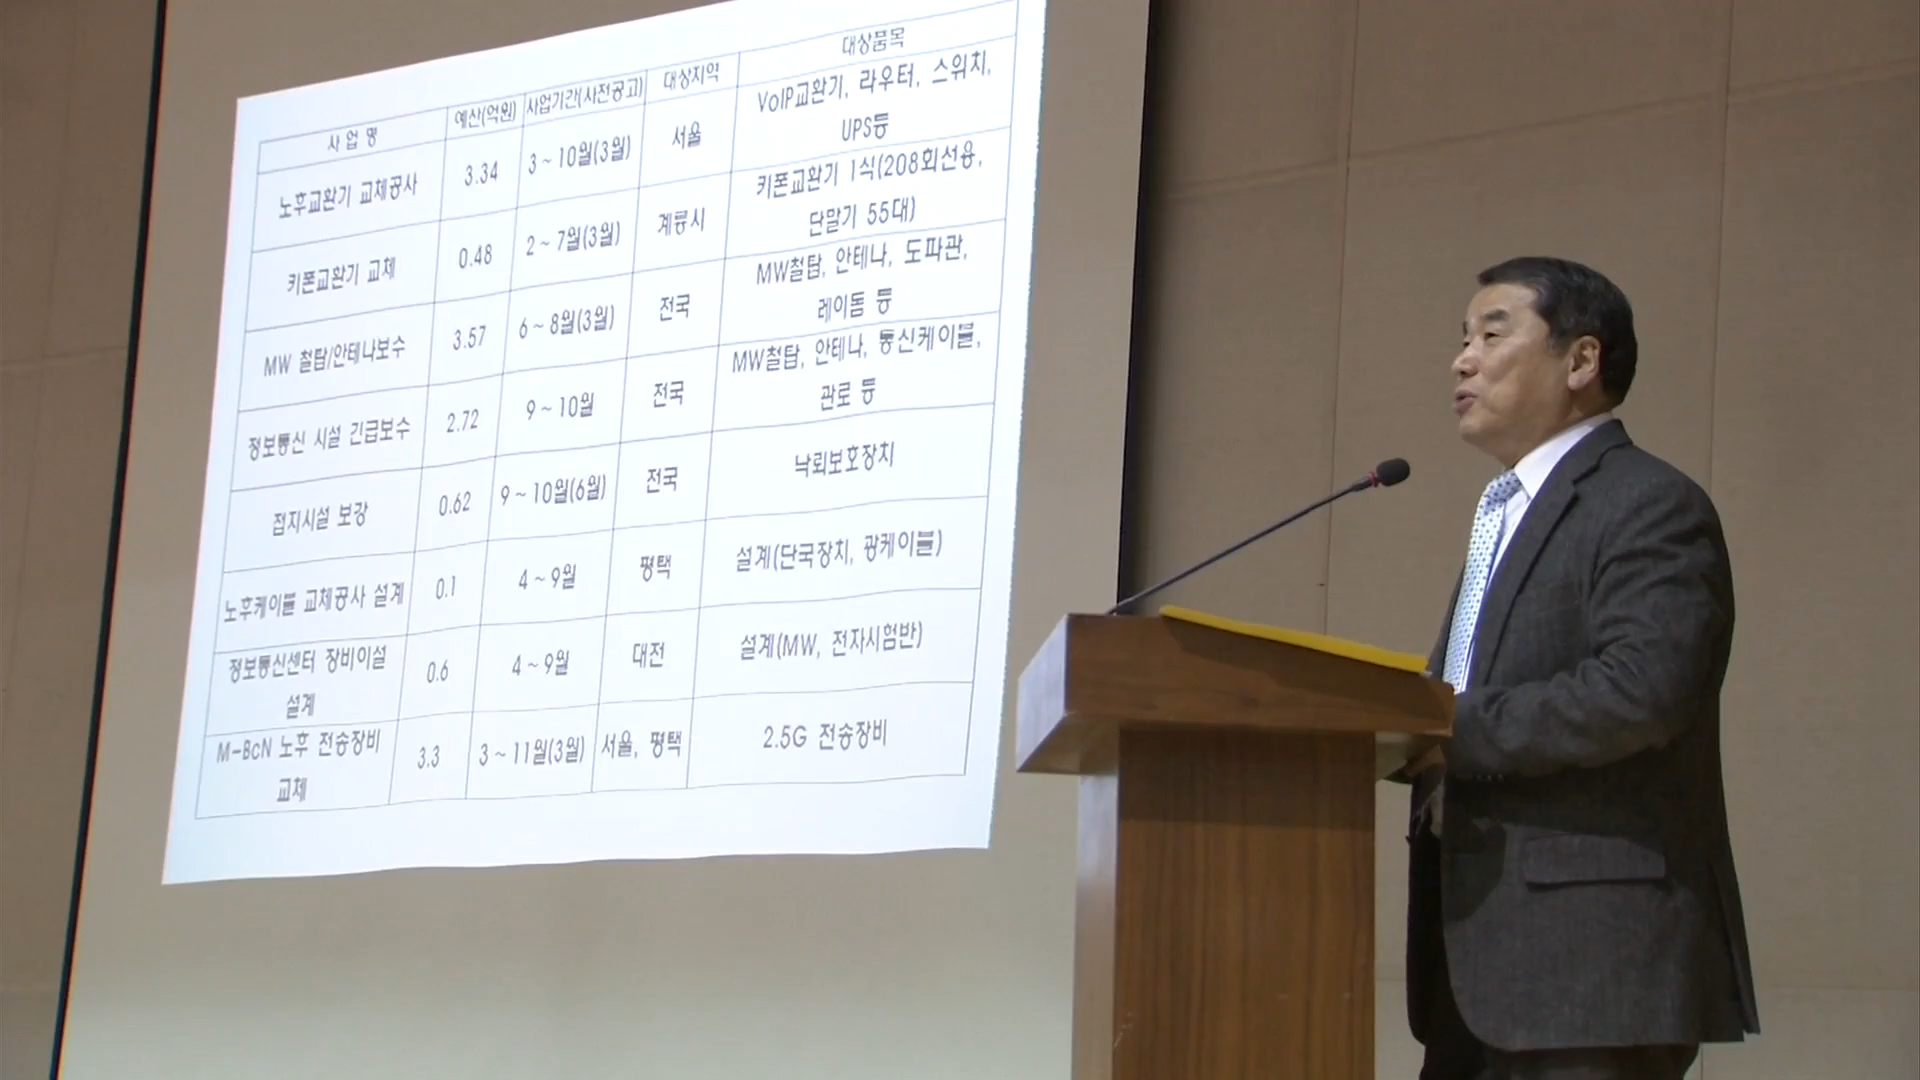 사 업 명 예산(억원) 사업기간(사전공고) 대상지역 대상품목
노후교환기 교체공사 3.34 3~10월(3월) 서울 VoIP교환기, 라우터, 스위치,
UPS등
키폰교환기 교체 0.48 2~7월(3월) 계룡시 키폰교환기 1식(208회선용,
단말기 55대)
MW 철탑/안테나보수 3.57 6~8월(3월) 전국 MW철탑, 안테나, 도파관,
레이돔 등
정보통신 시설 긴급보수 2.72 9~10월 전국 MW철탑, 안테나, 통신케이블,
관로 등
접지시설 보강 0.62 9~10월(6월) 전국 낙뢰보호장치
노후케이블 교체공사 설계 0.1 4~9월 평택 설계(단국장치, 광케이블)
정보통신센터 장비이설
설계 0.6 4~9월 대전 설계(MW, 전자시험반)
M-BcN 노후 전송장비
교체 3.3 3~11월(3월) 서울, 평택 2.5G 전송장비